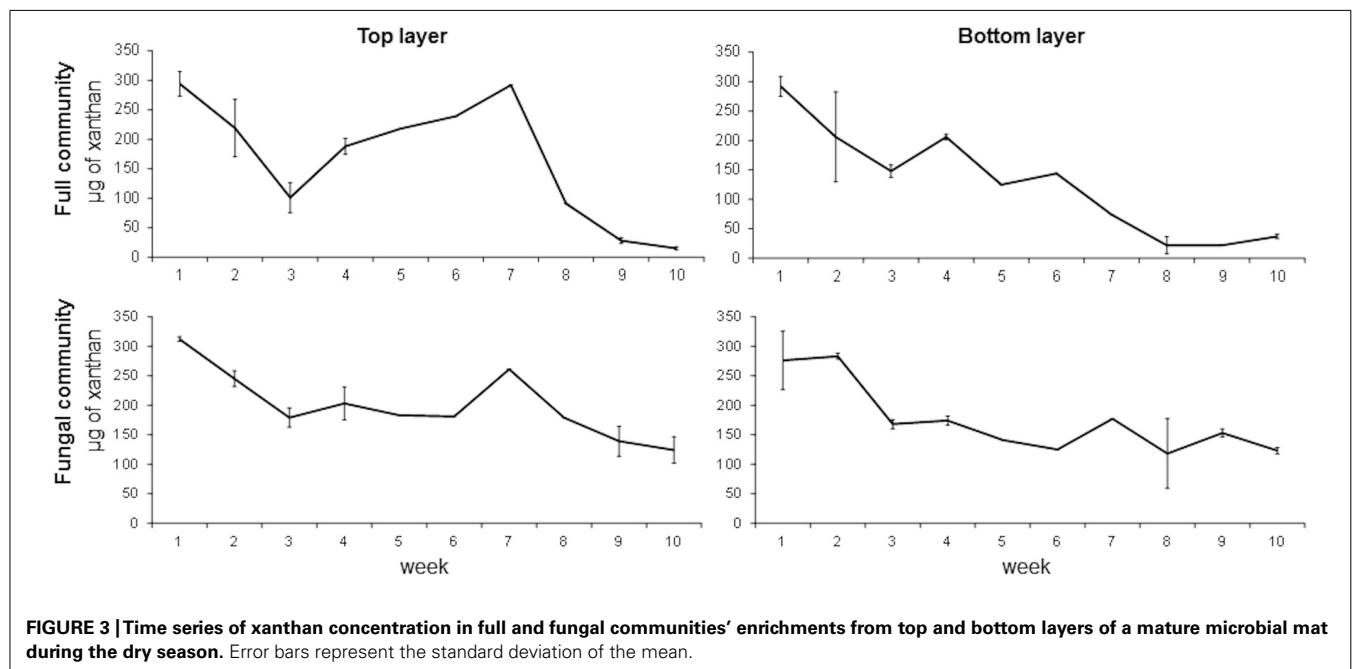 Top layer
Bottom layer
Full community
µg of xanthan
350
300
250
200
150
100
50
0
1 2 3 4 5 6 7 8 9 10
350
300
250
200
150
100
50
0
1 2 3 4 5 6 7 8 9 10
Fungal community
µg of xanthan
350
300
250
200
150
100
50
0
1 2 3 4 5 6 7 8 9 10
week
350
300
250
200
150
100
50
0
1 2 3 4 5 6 7 8 9 10
week
FIGURE 3 | Time series of xanthan concentration in full and fungal communities' enrichments from top and bottom layers of a mature microbial mat
during the dry season. Error bars represent the standard deviation of the mean.